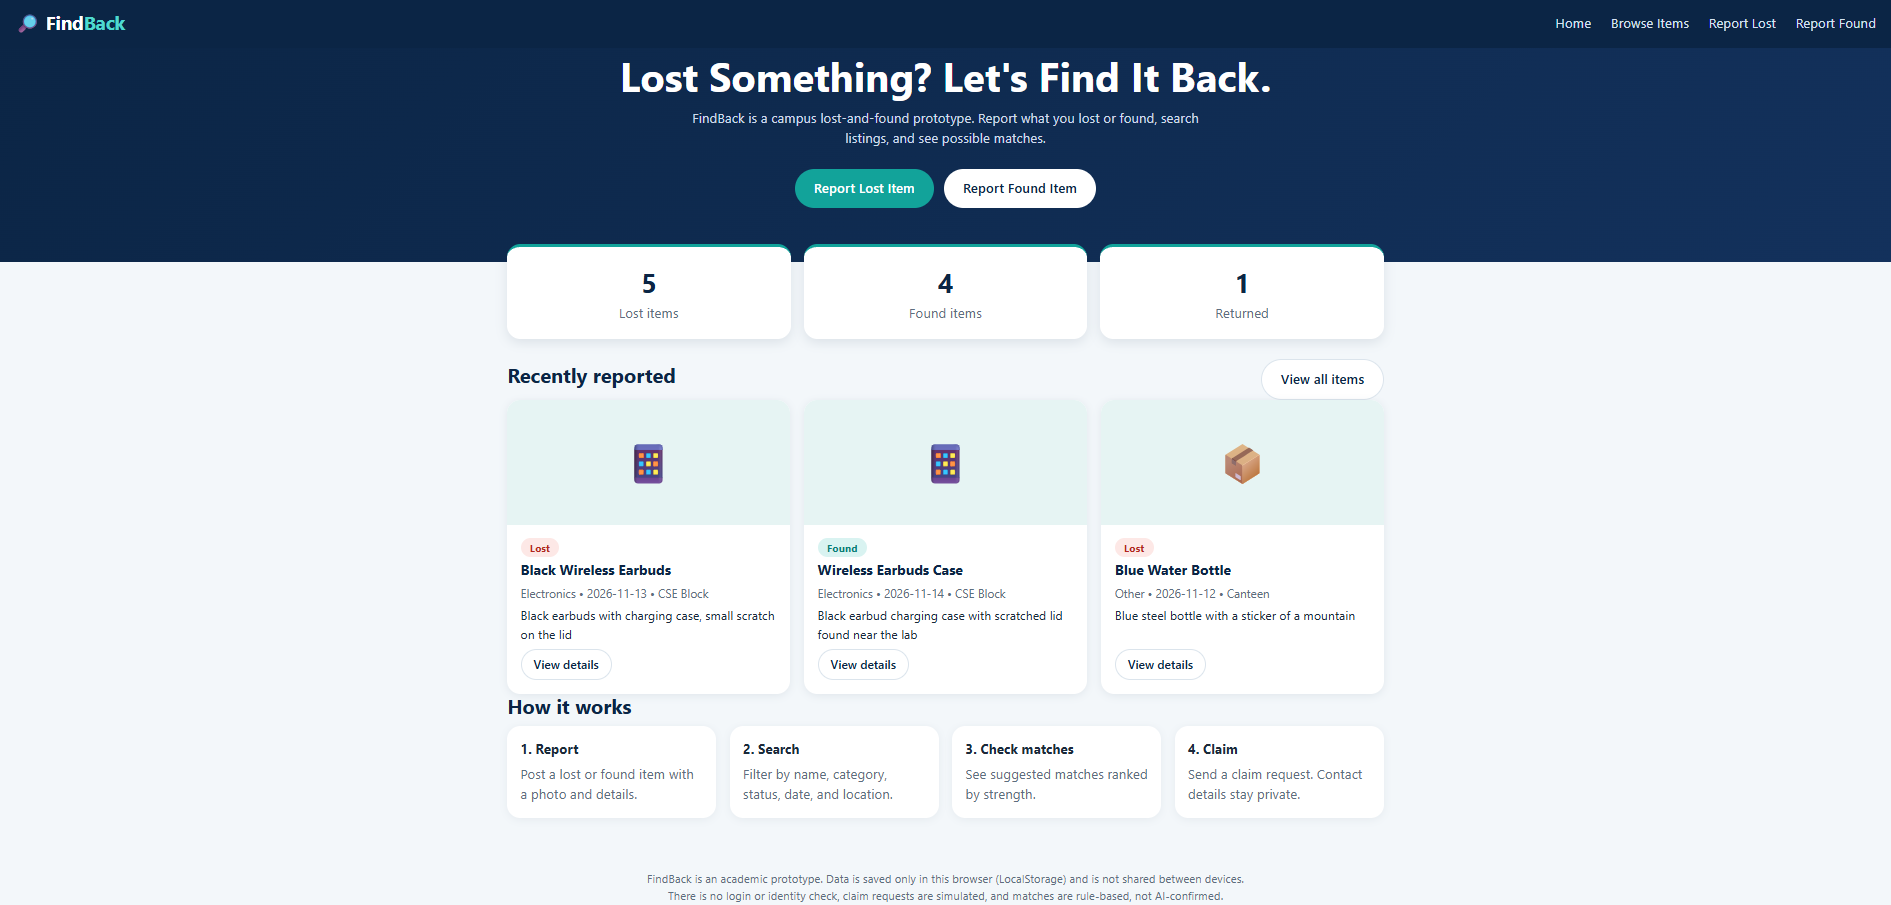 FindBack
Home
Browse Items
Report Lost
Report Found
Lost Something? Let's Find It Back.
FindBack is a campus lost-and-found prototype. Report what you lost or found, search
listings, and see possible matches.
Report Lost Item
Report Found Item
5
Lost items
4
Found items
1
Returned
Recently reported
View all items
Lost
Black Wireless Earbuds
Electronics • 2026-11-13 • CSE Block
Black earbuds with charging case, small scratch
on the lid
View details
Found
Wireless Earbuds Case
Electronics • 2026-11-14 • CSE Block
Black earbud charging case with scratched lid
found near the lab
View details
Lost
Blue Water Bottle
Other • 2026-11-12 • Canteen
Blue steel bottle with a sticker of a mountain
View details
How it works
1. Report
Post a lost or found item with
a photo and details.
2. Search
Filter by name, category,
status, date, and location.
3. Check matches
See suggested matches ranked
by strength.
4. Claim
Send a claim request. Contact
details stay private.
FindBack is an academic prototype. Data is saved only in this browser (LocalStorage) and is not shared between devices.
There is no login or identity check, claim requests are simulated, and matches are rule-based, not AI-confirmed.